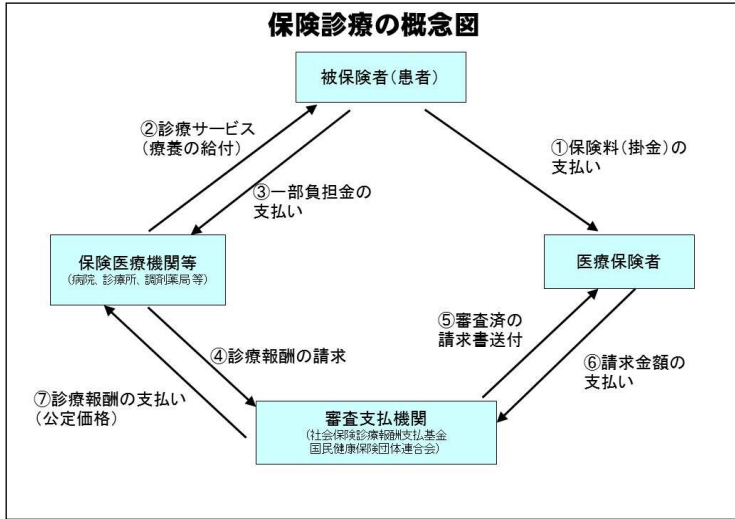 保険診療の概念図
被保険者(患者)
②診療サービス
(療養の給付)
①保険料(掛金)の
支払い
③一部負担金の
支払い
保険医療機関等
(病院、診療所、調剤薬局等)
医療保険者
⑤審査済の
請求書送付
④診療報酬の請求
⑥請求金額の
支払い
⑦診療報酬の支払い
(公定価格)
審査支払機関
(社会保険診療報酬支払基金
国民健康保険団体連合会)